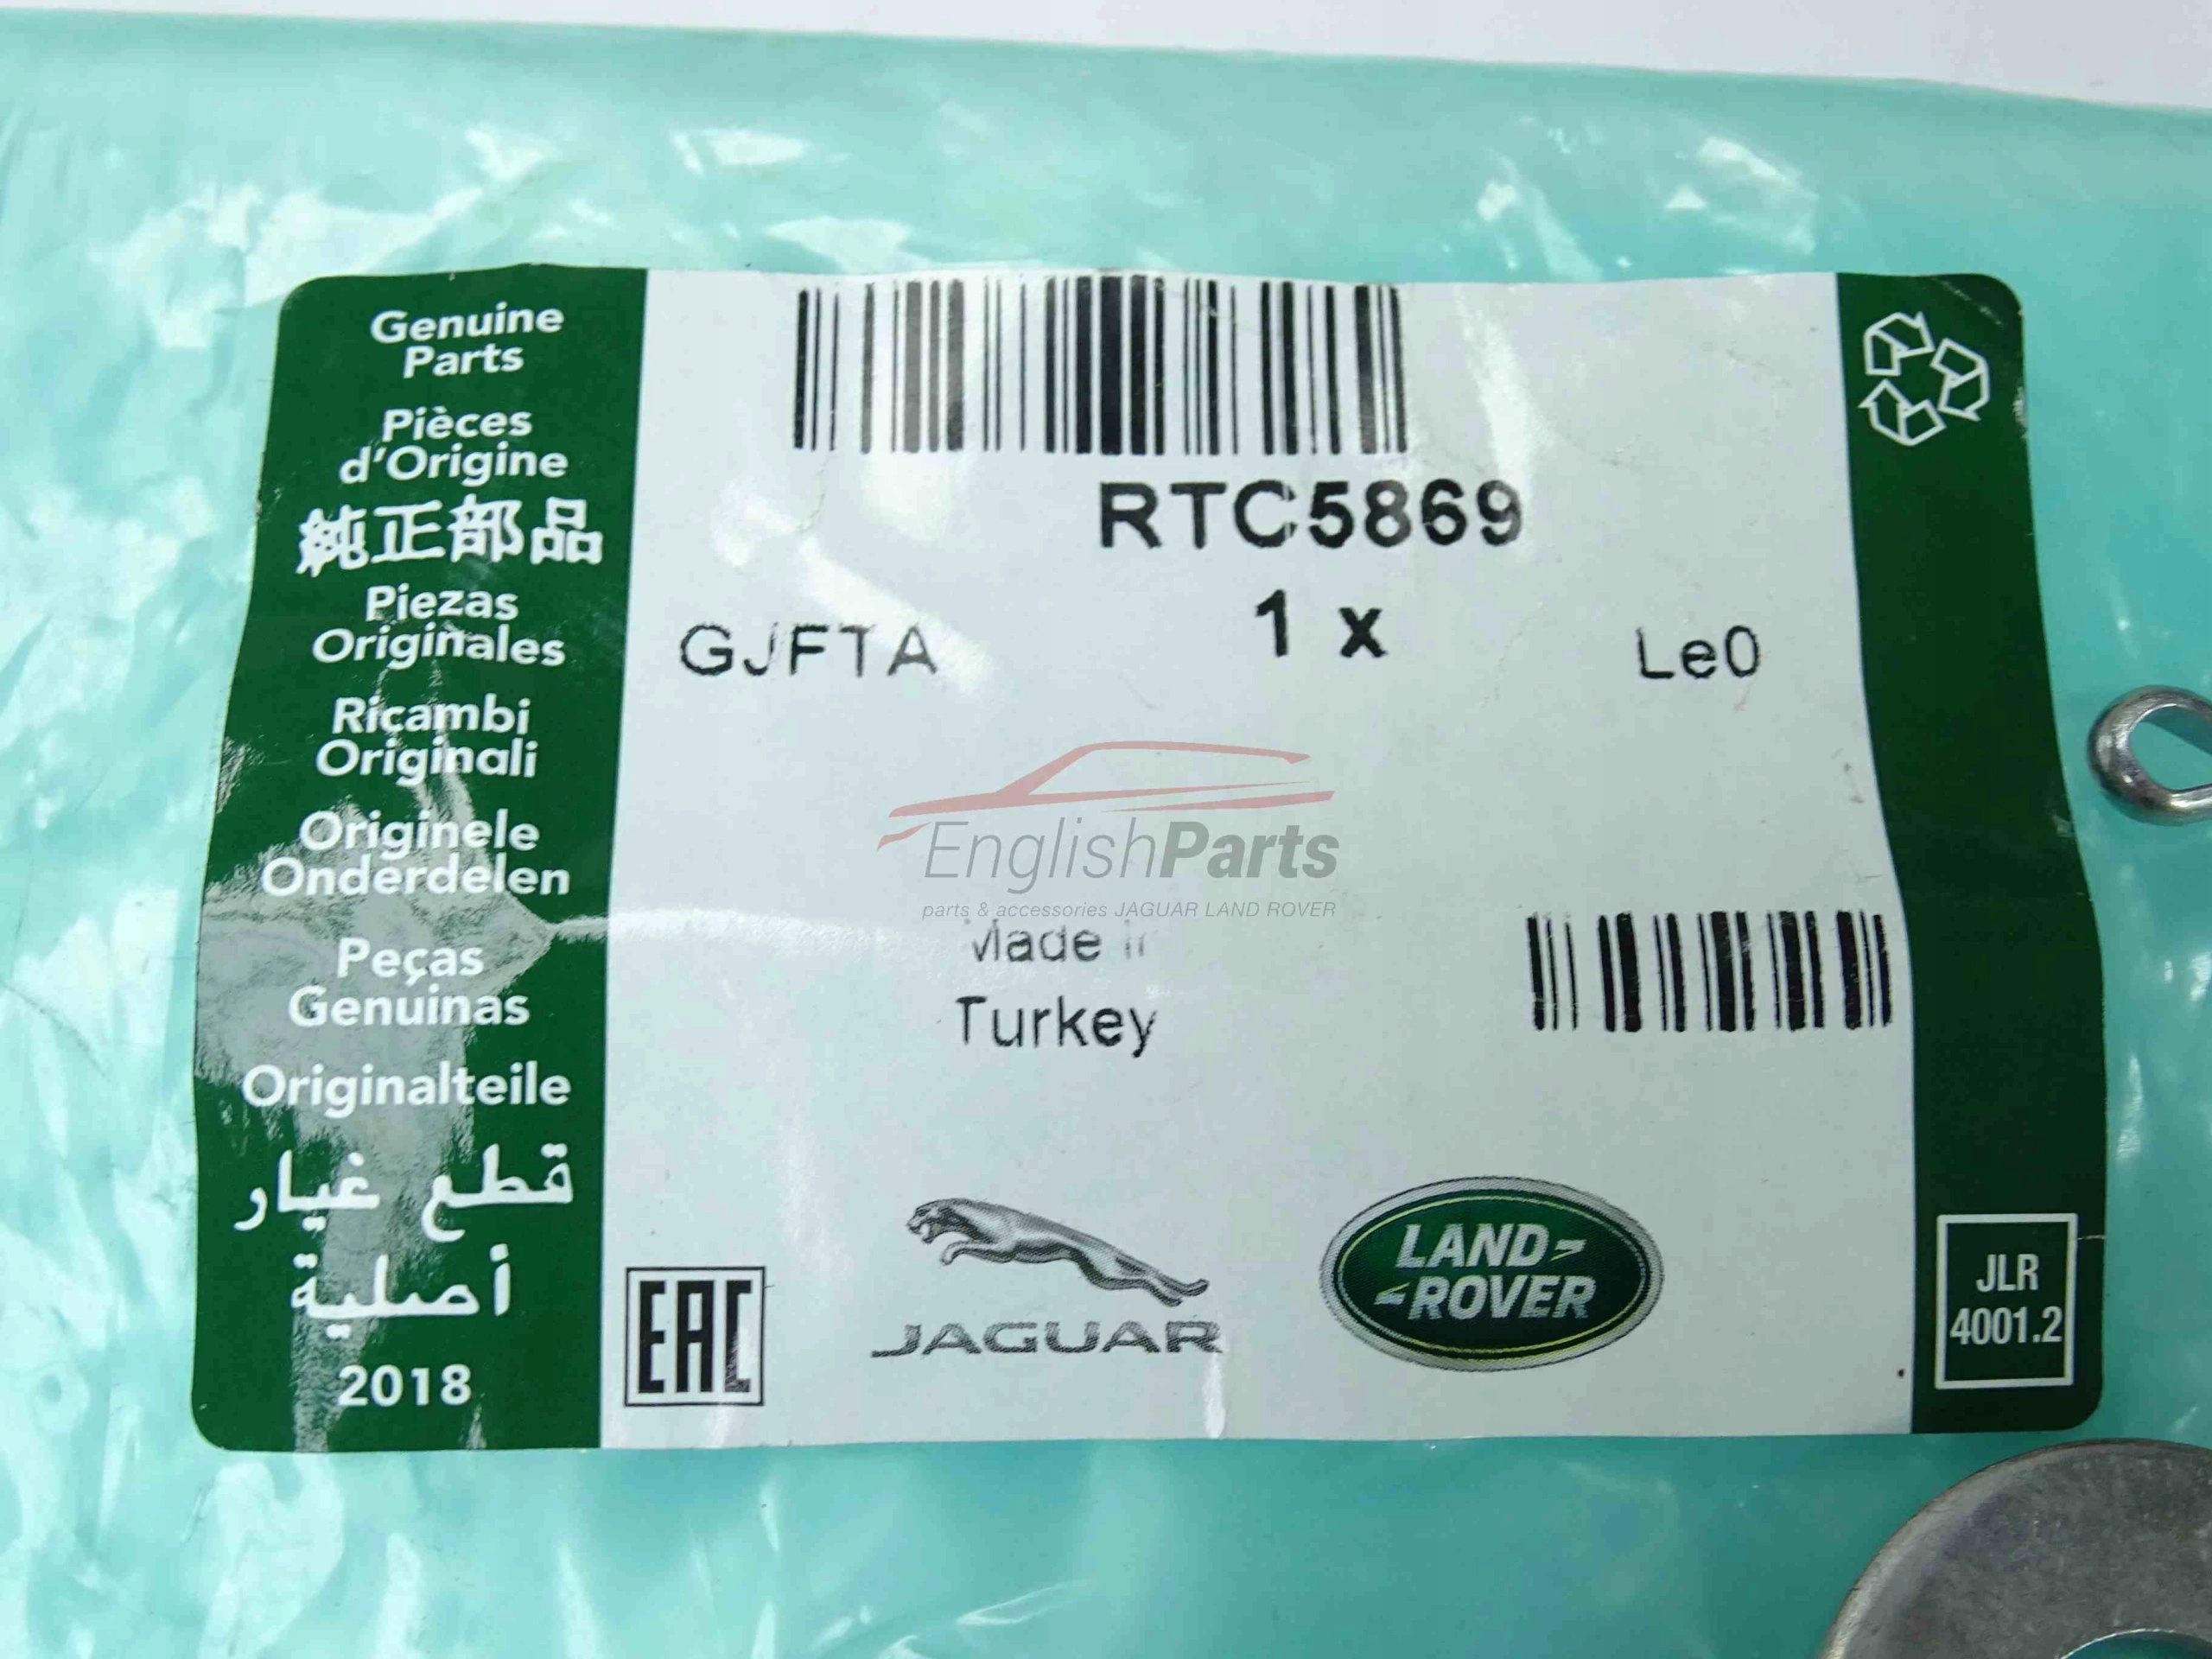 Genuine
Parts
Pièces
d'Origine
純正部品
Piezas
Originales
Ricambi
Originali
Originele
Onderdelen
Peças
Genuinas
Originalteile
قطع غيار
أصلية
2018
RTC5869
1 x
GJFTA
Le0
EnglishParts
parts & accessories JAGUAR LAND ROVER
Made in
Turkey
EAC
JAGUAR
LAND-
-ROVER
JLR
4001.2